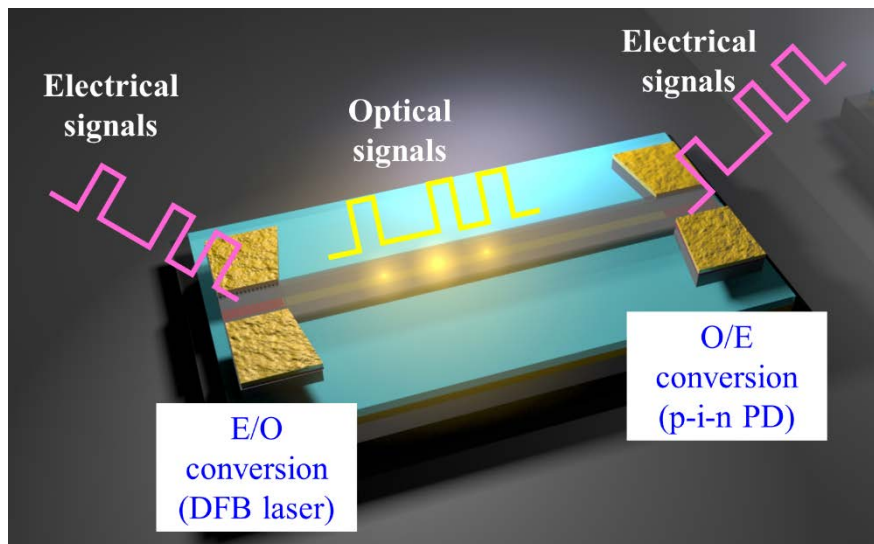 Electrical
signals
Optical
signals
Electrical
signals
E/O
conversion
(DFB laser)
O/E
conversion
(p-i-n PD)